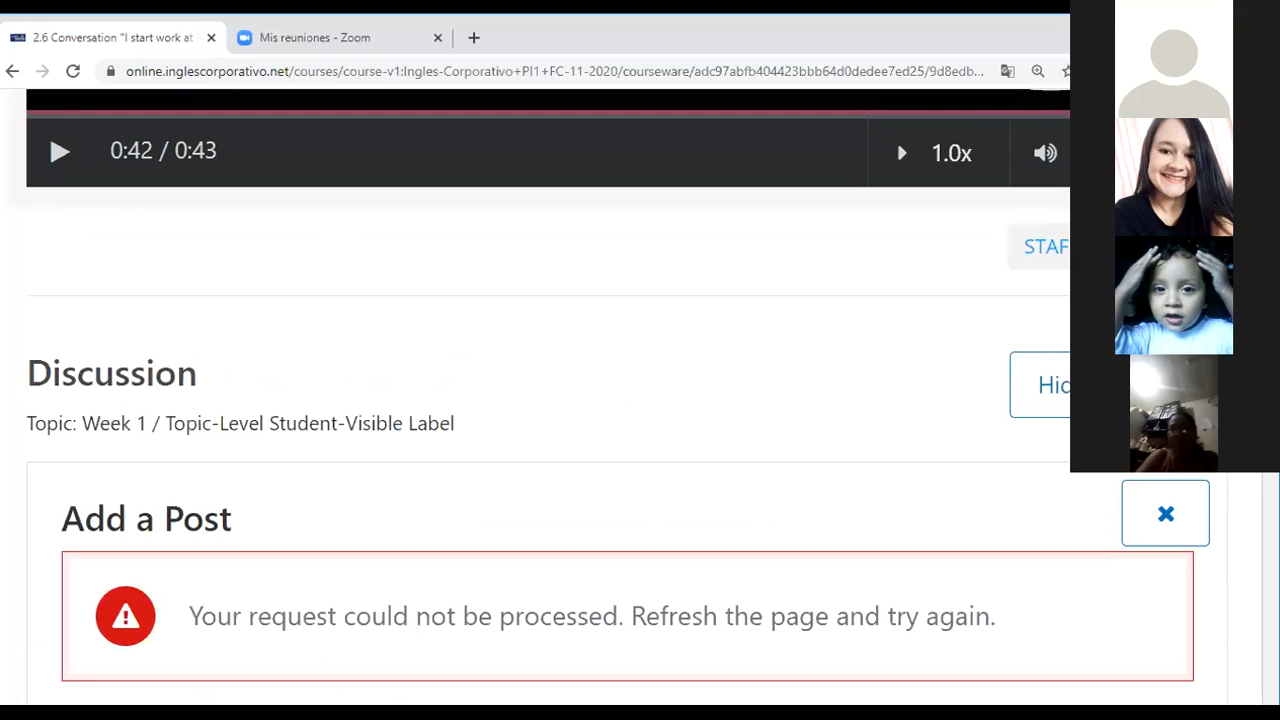 2.6 Conversation "I start work at
Mis reuniones - Zoom
online.inglescorporativo.net/courses/course-v1:Ingles-Corporativo+PI1+FC-11-2020/courseware/adc97abfb404423bbb64d0dedee7ed25/9d8edb...
0:42 / 0:43
1.0x
STAF
Discussion
Hid
Topic: Week 1 / Topic-Level Student-Visible Label
Add a Post
Your request could not be processed. Refresh the page and try again.